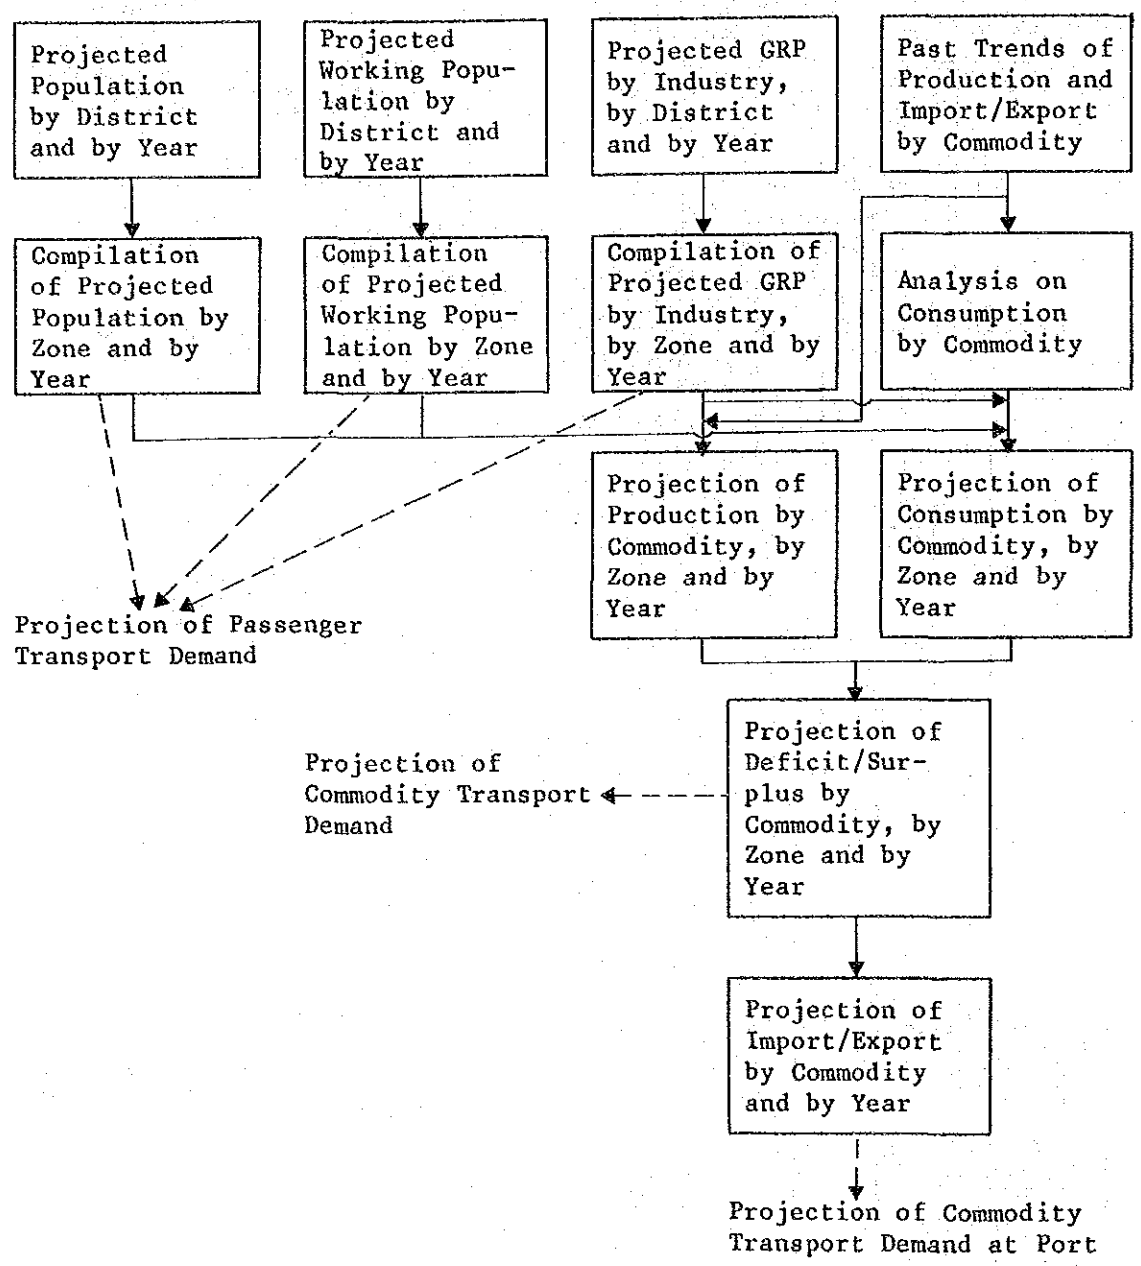 Projected
Population
by District
and by Year
Projected
Working Popu-
lation by
District and
by Year
Projected GRP
by Industry,
by District
and by Year
Past Trends of
Production and
Import/Export
by Commodity
Compilation
of Projected
Population by
Zone and by
Year
Compilation
of Projected
Working Popu-
lation by Zone
and by Year
Compilation of
Projected GRP
by Industry,
by Zone and by
Year
Analysis on
Consumption
by Commodity
Projection of
Production by
Commodity, by
Zone and by
Year
Projection of
Consumption by
Commodity, by
Zone and by
Year
Projection of Passenger
Transport Demand
Projection of
Commodity Transport
Demand
Projection of
Deficit/Sur-
plus by
Commodity, by
Zone and by
Year
Projection of
Import/Export
by Commodity
and by Year
Projection of Commodity
Transport Demand at Port